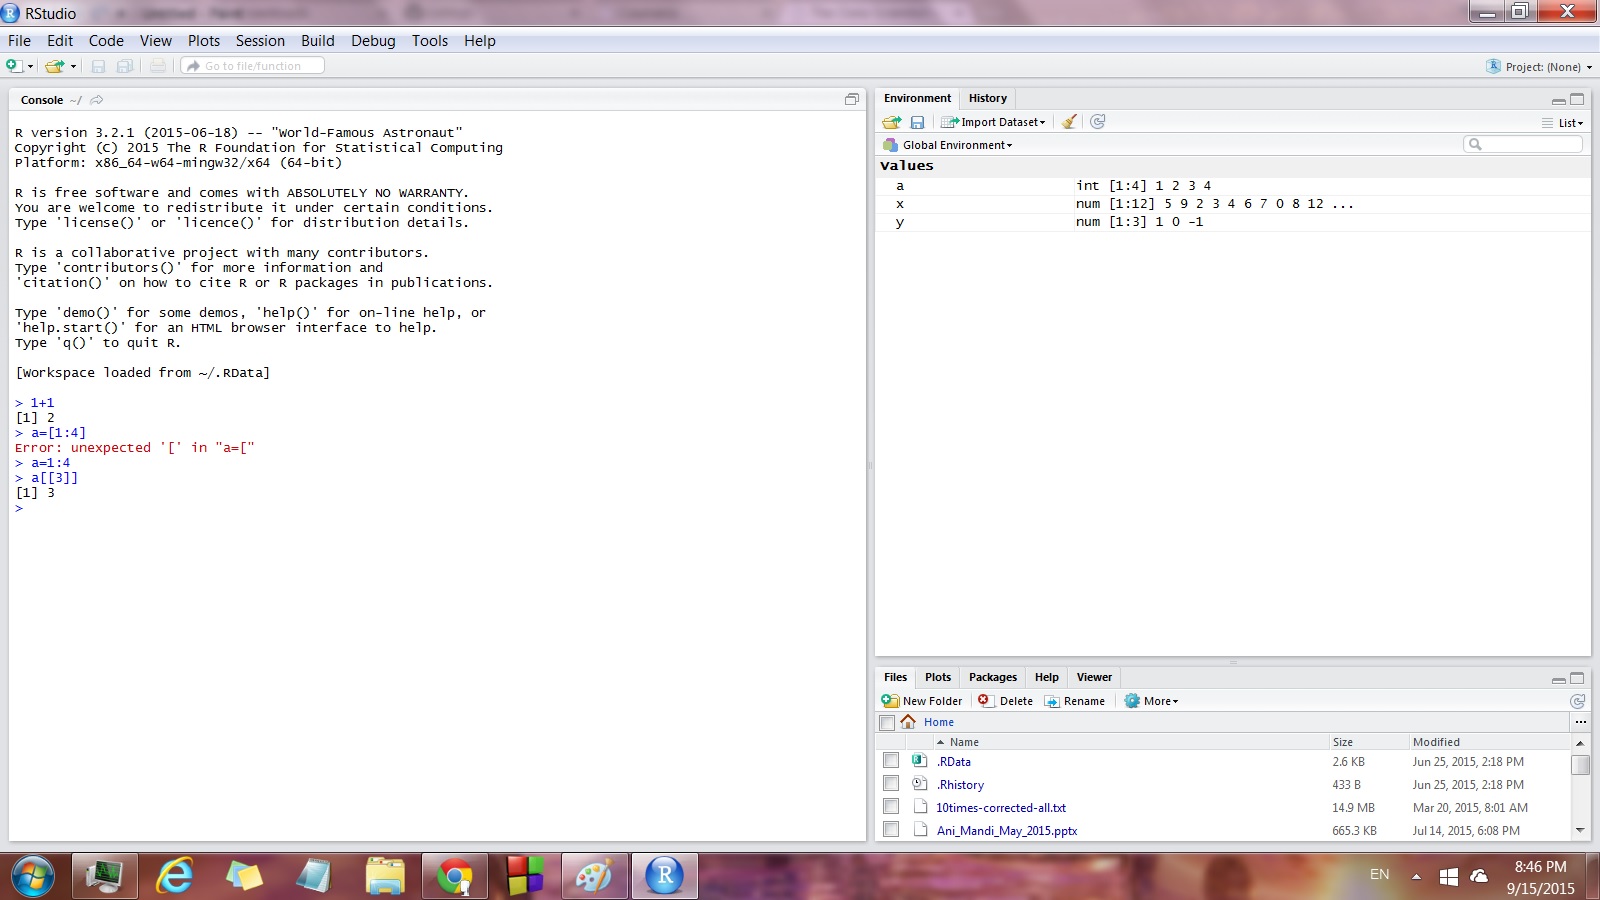 RStudio
File Edit Code View Plots Session Build Debug Tools Help
Go to file/function
Project: (None)
Console ~/
R version 3.2.1 (2015-06-18) -- "World-Famous Astronaut"
Copyright (C) 2015 The R Foundation for Statistical Computing
Platform: x86_64-w64-mingw32/x64 (64-bit)
R is free software and comes with ABSOLUTELY NO WARRANTY.
You are welcome to redistribute it under certain conditions.
Type 'license()' or 'licence()' for distribution details.
R is a collaborative project with many contributors.
Type 'contributors()' for more information and
'citation()' on how to cite R or R packages in publications.
Type 'demo()' for some demos, 'help()' for on-line help, or
'help.start()' for an HTML browser interface to help.
Type 'q()' to quit R.
[Workspace loaded from ~/.RData]
> 1+1
[1] 2
> a=[1:4]
Error: unexpected '[' in "a=["
> a=1:4
> a[[3]]
[1] 3
>
Environment History
Import Dataset List
Global Environment
Values
a int [1:4] 1 2 3 4
x num [1:12] 5 9 2 3 4 6 7 0 8 12 ...
y num [1:3] 1 0 -1
Files Plots Packages Help Viewer
New Folder Delete Rename More
Home ...
Name Size Modified
.RData 2.6 KB Jun 25, 2015, 2:18 PM
.Rhistory 433 B Jun 25, 2015, 2:18 PM
10times-corrected-all.txt 14.9 MB Mar 20, 2015, 8:01 AM
Ani_Mandi_May_2015.pptx 665.3 KB Jul 14, 2015, 6:08 PM
EN
8:46 PM
9/15/2015